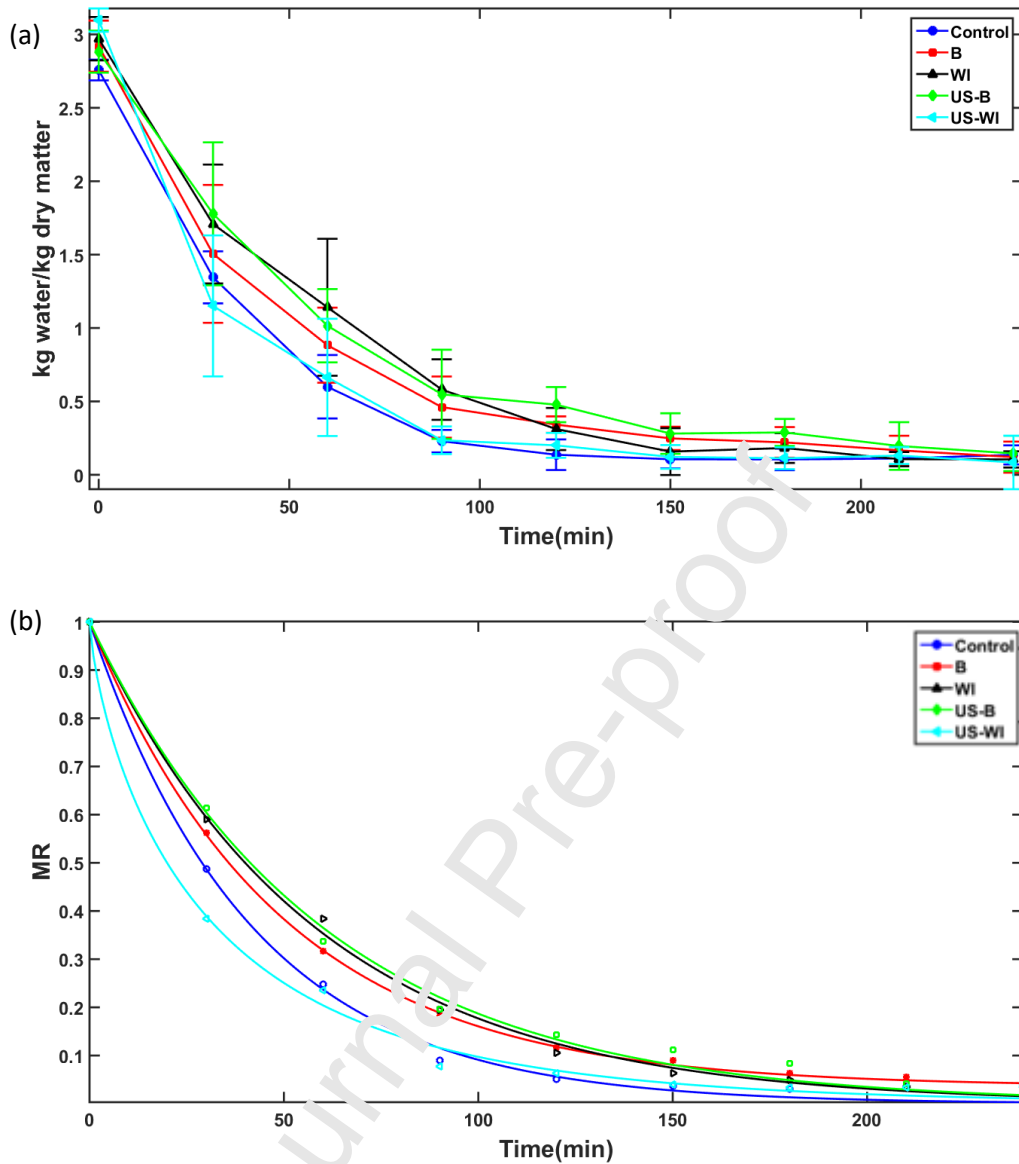 (a)
3
2.5
2
1.5
1
0.5
0
kg water/kg dry matter
0 50 100 150 200
Time(min)
Control
B
WI
US-B
US-WI
(b)
1
0.9
0.8
0.7
0.6
0.5
0.4
0.3
0.2
0.1
MR
0 50 100 150 200
Time(min)
Control
B
WI
US-B
US-WI
urnal Pre-proof